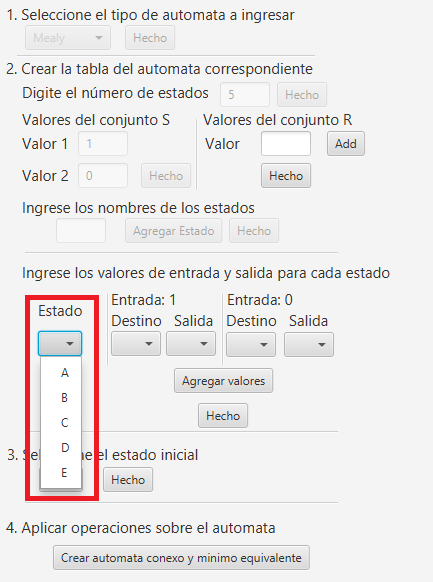 1. Seleccione el tipo de automata a ingresar
Mealy Hecho
2. Crear la tabla del automata correspondiente
Digite el número de estados 5 Hecho
Valores del conjunto S Valores del conjunto R
Valor 1 1 Valor Add
Valor 2 0 Hecho Hecho
Ingrese los nombres de los estados
Agregar Estado Hecho
Ingrese los valores de entrada y salida para cada estado
Estado Entrada: 1 Entrada: 0
Destino Salida Destino Salida
A
Agregar valores
B
C
Hecho
D
3. Se el estado inicial
E
Hecho
4. Aplicar operaciones sobre el automata
Crear automata conexo y minimo equivalente